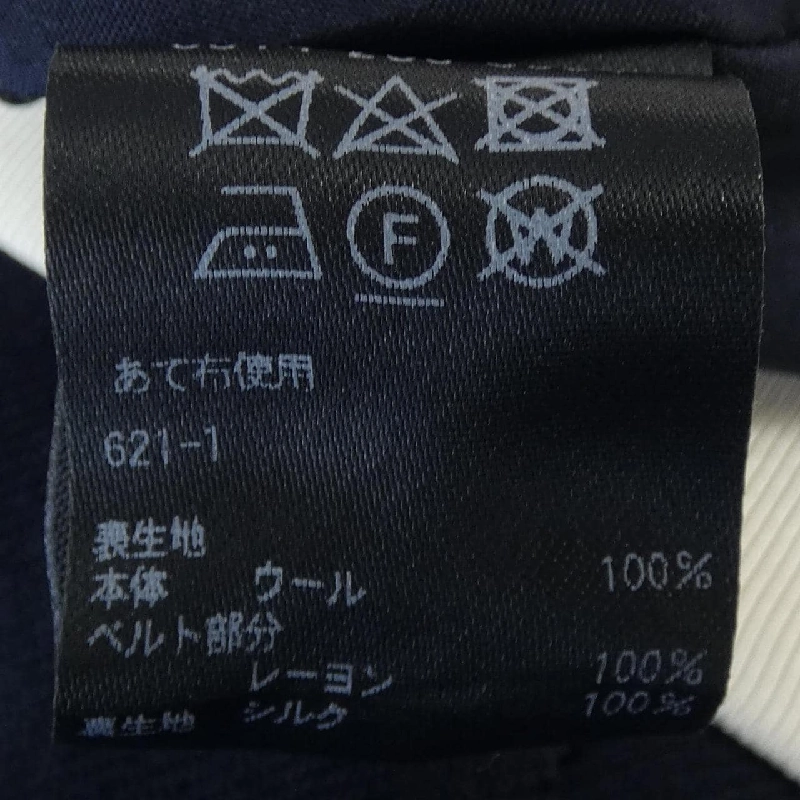 F
W
あて布使用
621-1
表生地
本体 ウール 100%
ベルト部分
レーヨン 100%
裏生地 シルク 100%